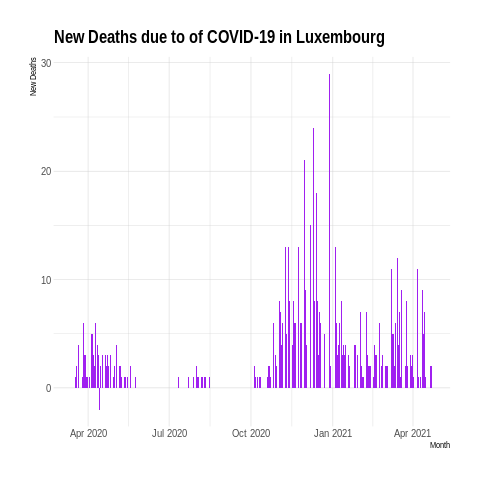 New Deaths due to of COVID-19 in Luxembourg
New Deaths
30
20
10
0
Apr 2020 Jul 2020 Oct 2020 Jan 2021 Apr 2021
Month